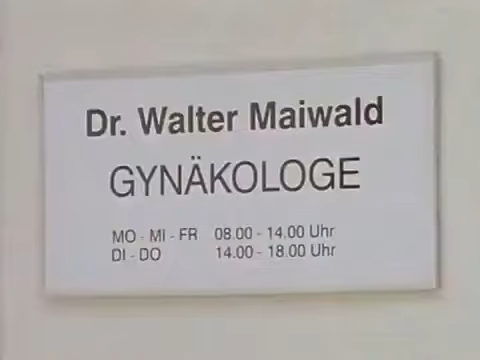 Dr. Walter Maiwald
GYNÄKOLOGE
MO - MI - FR 08.00 - 14.00 Uhr
DI - DO 14.00 - 18.00 Uhr